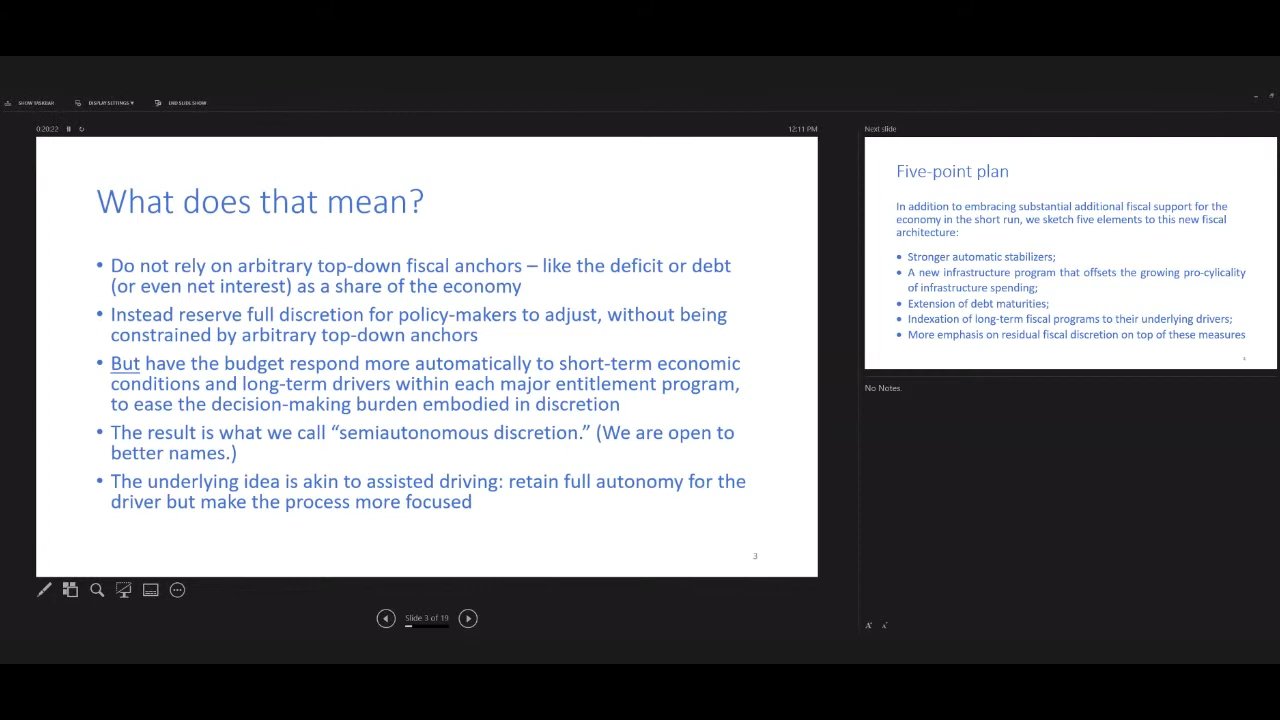 SHOW TASKBAR
DISPLAY SETTINGS ▾
END SLIDE SHOW
0:20:22
12:11 PM
What does that mean?
• Do not rely on arbitrary top-down fiscal anchors – like the deficit or debt
(or even net interest) as a share of the economy
• Instead reserve full discretion for policy-makers to adjust, without being
constrained by arbitrary top-down anchors
• But have the budget respond more automatically to short-term economic
conditions and long-term drivers within each major entitlement program,
to ease the decision-making burden embodied in discretion
• The result is what we call “semiautonomous discretion.” (We are open to
better names.)
• The underlying idea is akin to assisted driving: retain full autonomy for the
driver but make the process more focused
3
Slide 3 of 19
Next slide
Five-point plan
In addition to embracing substantial additional fiscal support for the
economy in the short run, we sketch five elements to this new fiscal
architecture:
• Stronger automatic stabilizers;
• A new infrastructure program that offsets the growing pro-cylicality
of infrastructure spending;
• Extension of debt maturities;
• Indexation of long-term fiscal programs to their underlying drivers;
• More emphasis on residual fiscal discretion on top of these measures
No Notes.